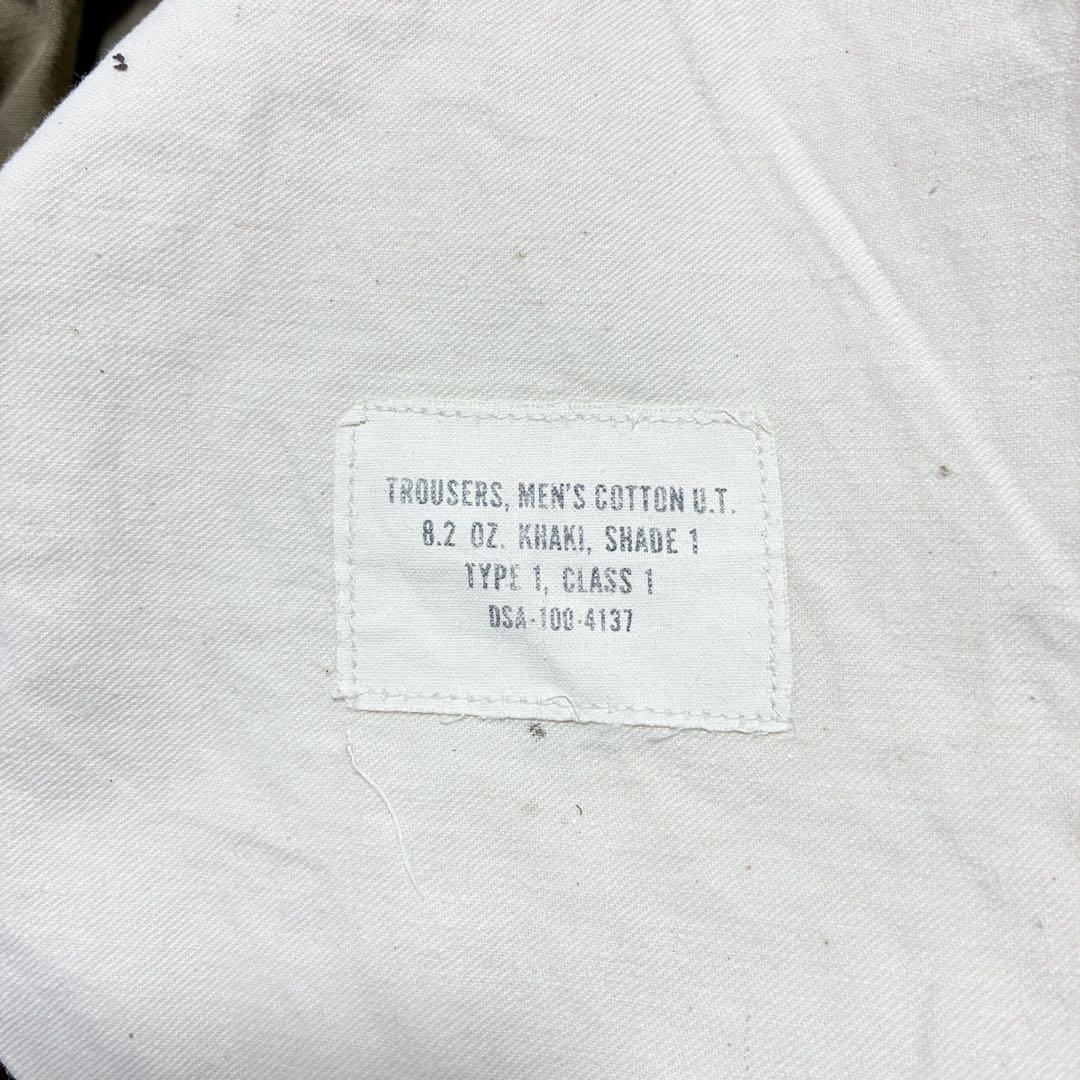 TROUSERS, MEN'S COTTON U.T.
8.2 OZ. KHAKI, SHADE 1
TYPE 1, CLASS 1
DSA-100-4137